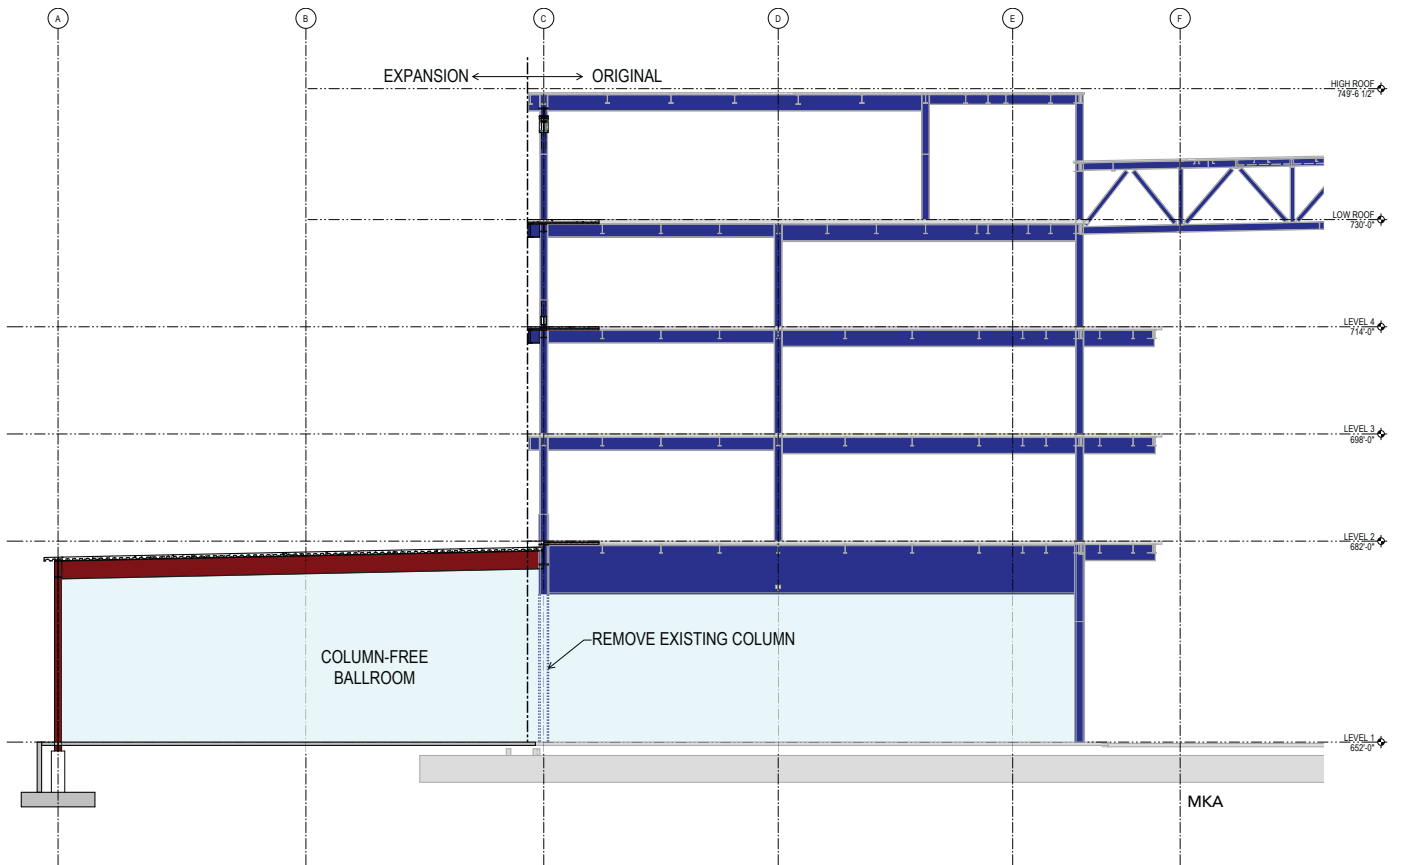 A B C D E F
EXPANSION ORIGINAL
HIGH ROOF
749'-6 1/2"
LOW ROOF
730'-0"
LEVEL 4
714'-0"
LEVEL 3
698'-0"
LEVEL 2
682'-0"
REMOVE EXISTING COLUMN
COLUMN-FREE
BALLROOM
LEVEL 1
652'-0"
MKA